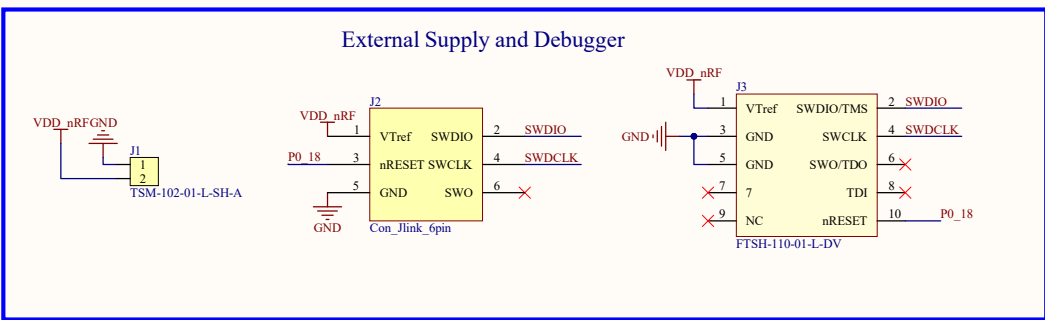 External Supply and Debugger
VDD_nRF GND
J1
1
2
TSM-102-01-L-SH-A
VDD_nRF
J2
1 VTref SWDIO 2 SWDIO
P0_18 3 nRESET SWCLK 4 SWDCLK
5 GND SWO 6
GND
Con_Jlink_6pin
VDD_nRF
J3
1 VTref SWDIO/TMS 2 SWDIO
GND 3 GND SWCLK 4 SWDCLK
5 GND SWO/TDO 6
7 7 TDI 8
9 NC nRESET 10 P0_18
FTSH-110-01-L-DV